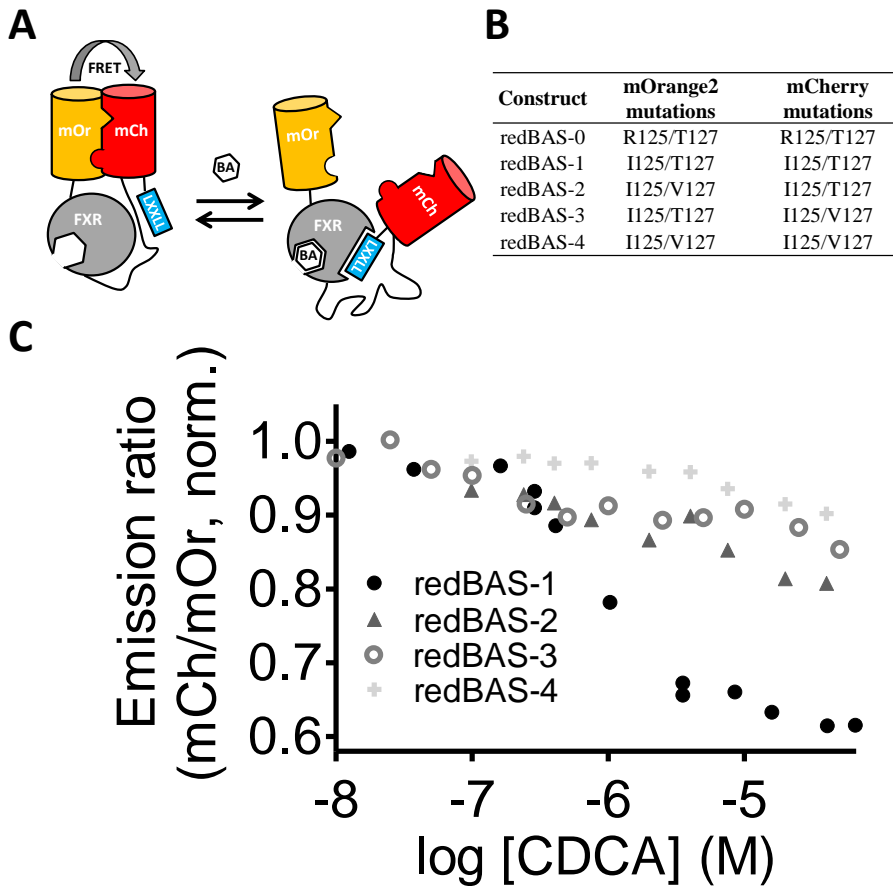 A
FRET
mOr
mCh
LXXLL
FXR
BA
mOr
mCh
FXR
BA
LXXLL
B
Construct mOrange2 mutations mCherry mutations
redBAS-0 R125/T127 R125/T127
redBAS-1 I125/T127 I125/T127
redBAS-2 I125/V127 I125/T127
redBAS-3 I125/T127 I125/V127
redBAS-4 I125/V127 I125/V127
C
Emission ratio
(mCh/mOr, norm.)
1.0
0.9
0.8
0.7
0.6
redBAS-1
redBAS-2
redBAS-3
redBAS-4
-8 -7 -6 -5
log [CDCA] (M)